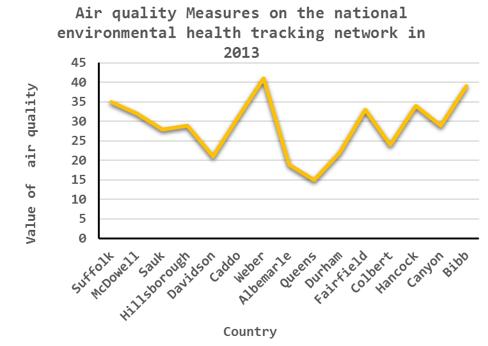 Air quality Measures on the national
environmental health tracking network in
2013
45
40
35
30
25
20
15
10
5
0
Value of  air quality
Suffolk
McDowell
Sauk
Hillsborough
Davidson
Caddo
Weber
Albemarle
Queens
Durham
Fairfield
Colbert
Hancock
Canyon
Bibb
Country